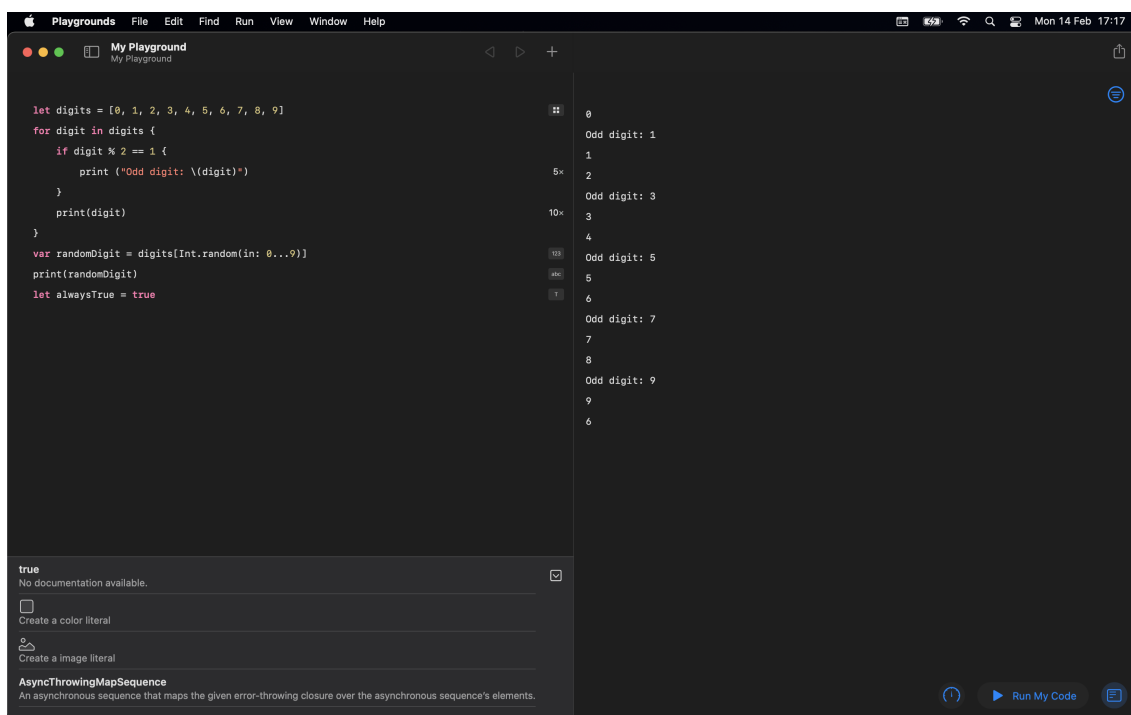 Playgrounds File Edit Find Run View Window Help Mon 14 Feb 17:17
My Playground
My Playground
let digits = [0, 1, 2, 3, 4, 5, 6, 7, 8, 9]
for digit in digits {
if digit % 2 == 1 {
print ("Odd digit: \(digit)") 5×
}
print(digit) 10×
}
var randomDigit = digits[Int.random(in: 0...9)] 123
print(randomDigit) abc
let alwaysTrue = true T
true
No documentation available.
Create a color literal
Create a image literal
AsyncThrowingMapSequence
An asynchronous sequence that maps the given error-throwing closure over the asynchronous sequence's elements.
0
Odd digit: 1
1
2
Odd digit: 3
3
4
Odd digit: 5
5
6
Odd digit: 7
7
8
Odd digit: 9
9
6
Run My Code